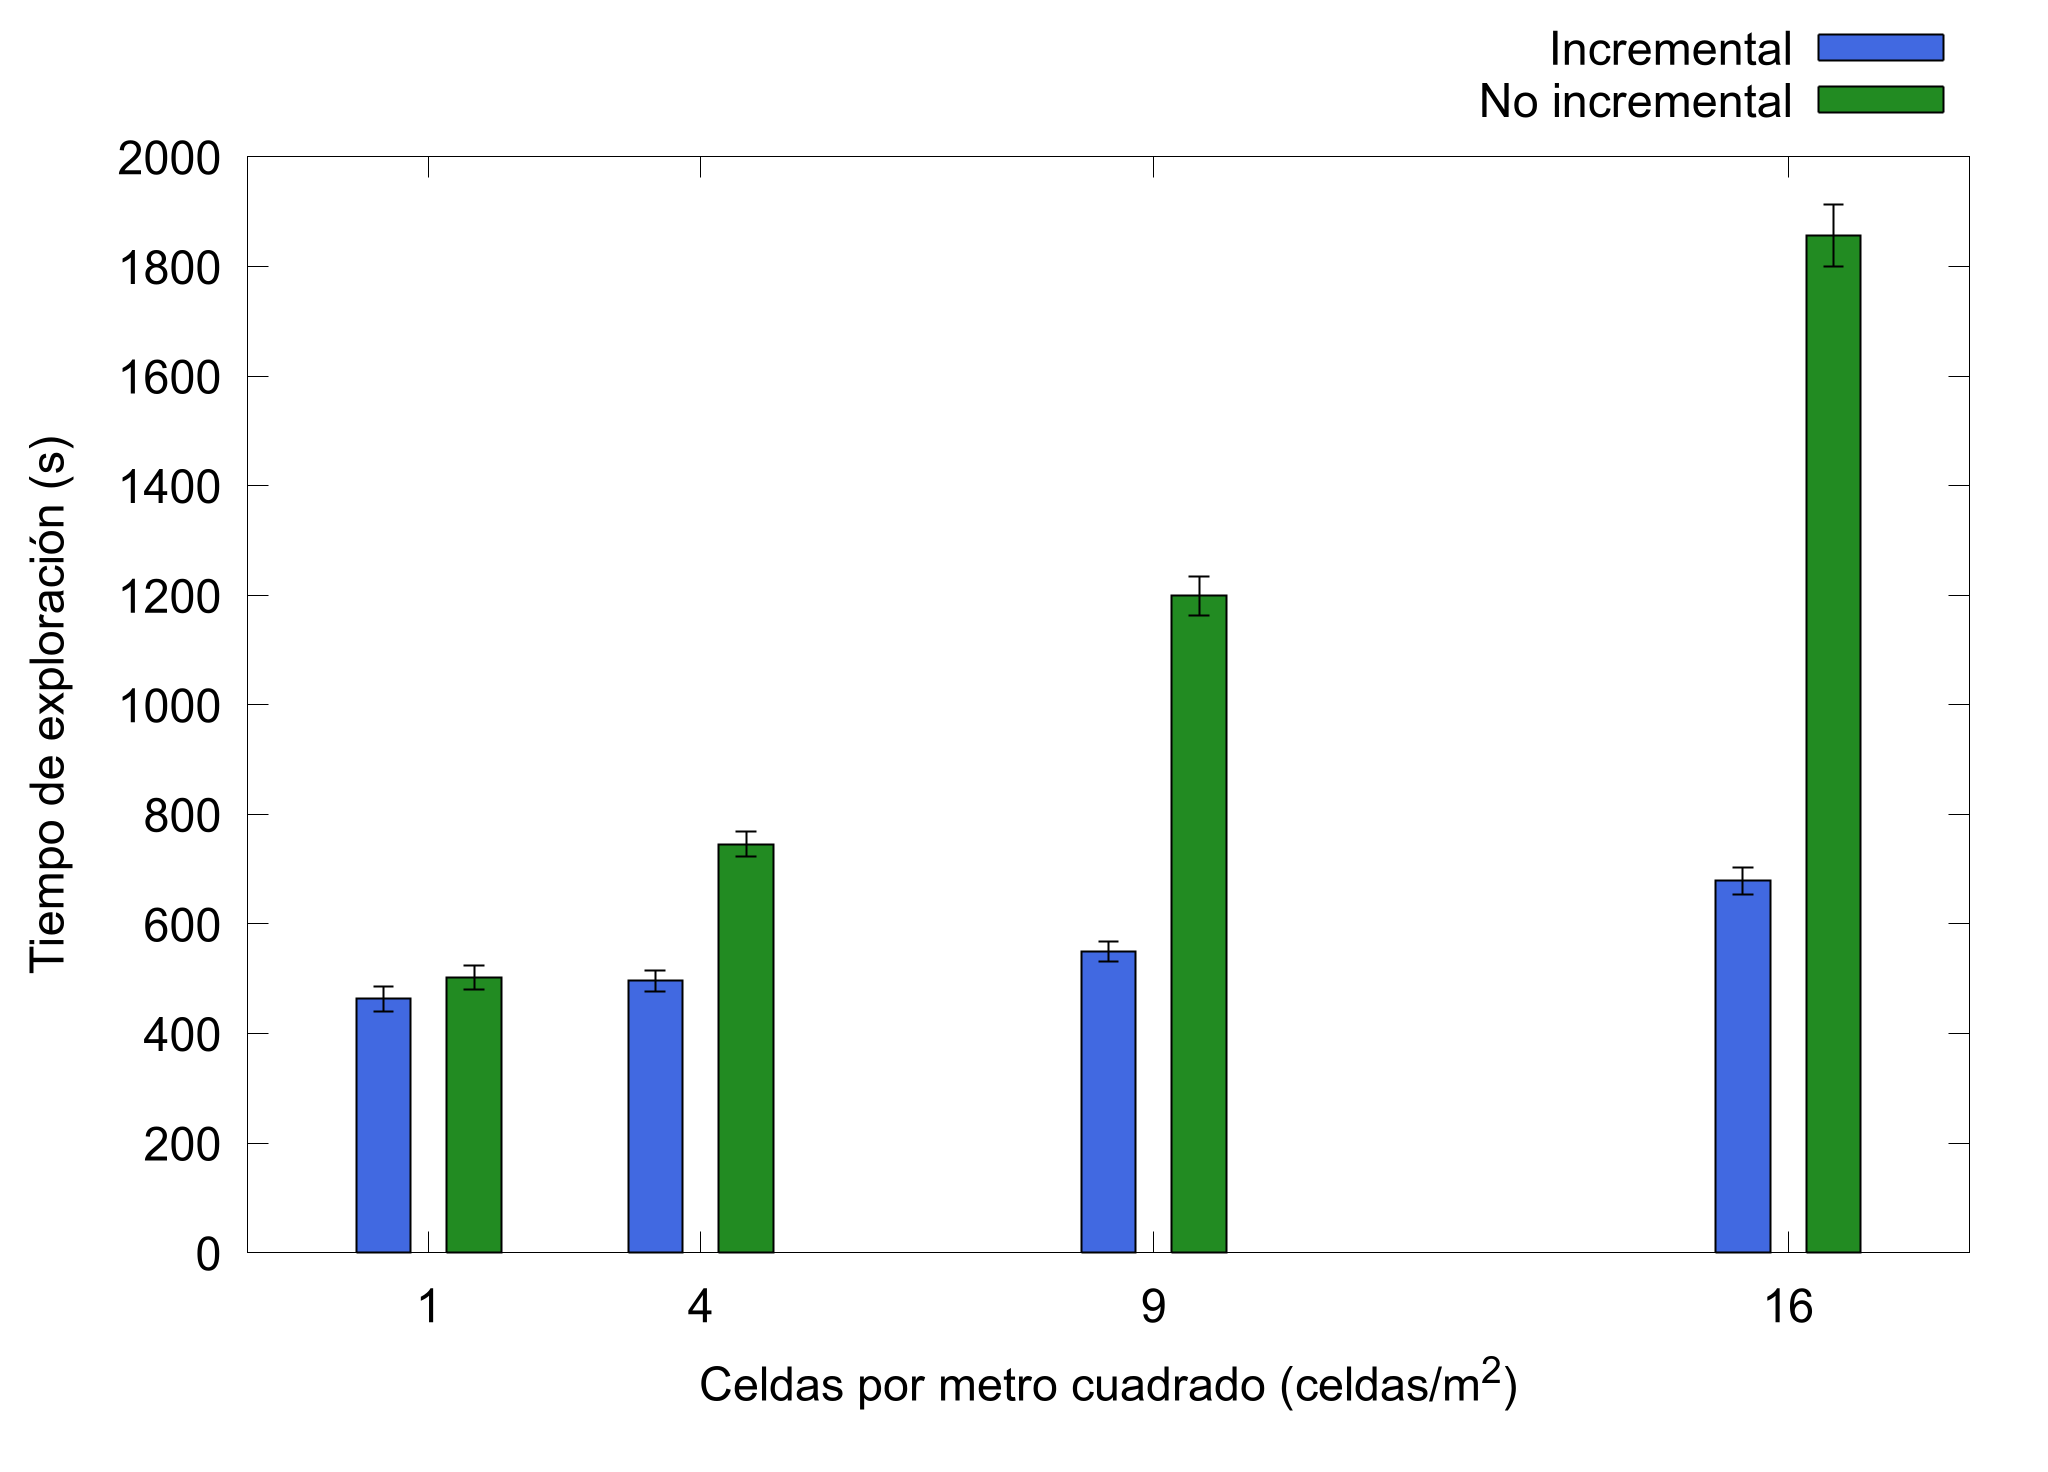 Incremental
No incremental
2000
1800
1600
1400
1200
1000
800
600
400
200
0
Tiempo de exploración (s)
1 4 9 16
Celdas por metro cuadrado (celdas/m²)